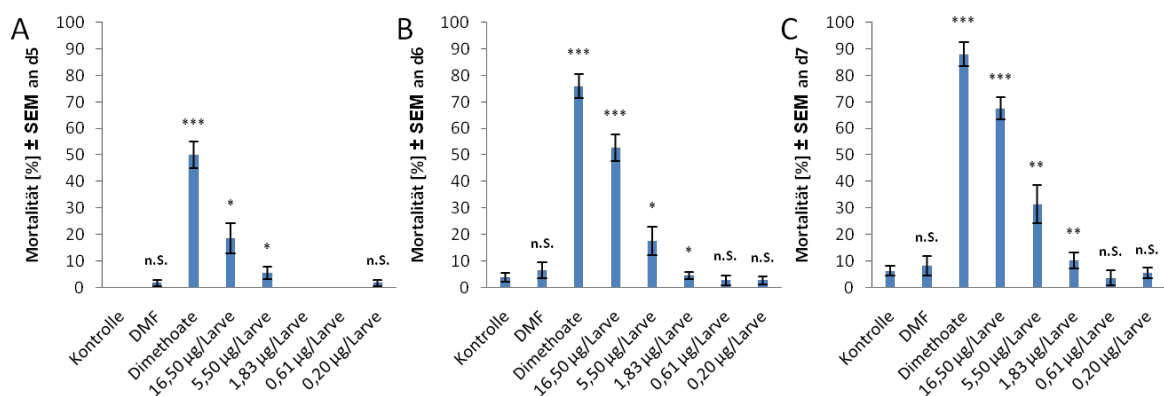 A
Mortalität [%] ± SEM an d5
100
90
80
70
60
50
40
30
20
10
0
n.S.
***
*
*
n.S.
Kontrolle
DMF
Dimethoate
16,50 µg/Larve
5,50 µg/Larve
1,83 µg/Larve
0,61 µg/Larve
0,20 µg/Larve
B
Mortalität [%] ± SEM an d6
100
90
80
70
60
50
40
30
20
10
0
n.S.
***
***
*
*
n.S.
n.S.
Kontrolle
DMF
Dimethoate
16,50 µg/Larve
5,50 µg/Larve
1,83 µg/Larve
0,61 µg/Larve
0,20 µg/Larve
C
Mortalität [%] ± SEM an d7
100
90
80
70
60
50
40
30
20
10
0
n.S.
***
***
**
**
n.S.
n.S.
Kontrolle
DMF
Dimethoate
16,50 µg/Larve
5,50 µg/Larve
1,83 µg/Larve
0,61 µg/Larve
0,20 µg/Larve